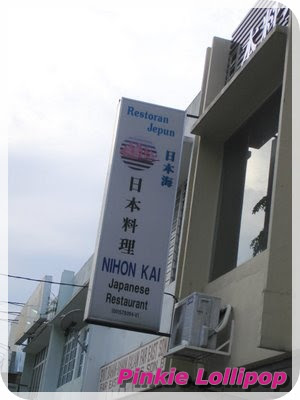 Restoran
Jepun
日本海
日本料理
NIHON KAI
Japanese
Restaurant
Pinkie Lollipop